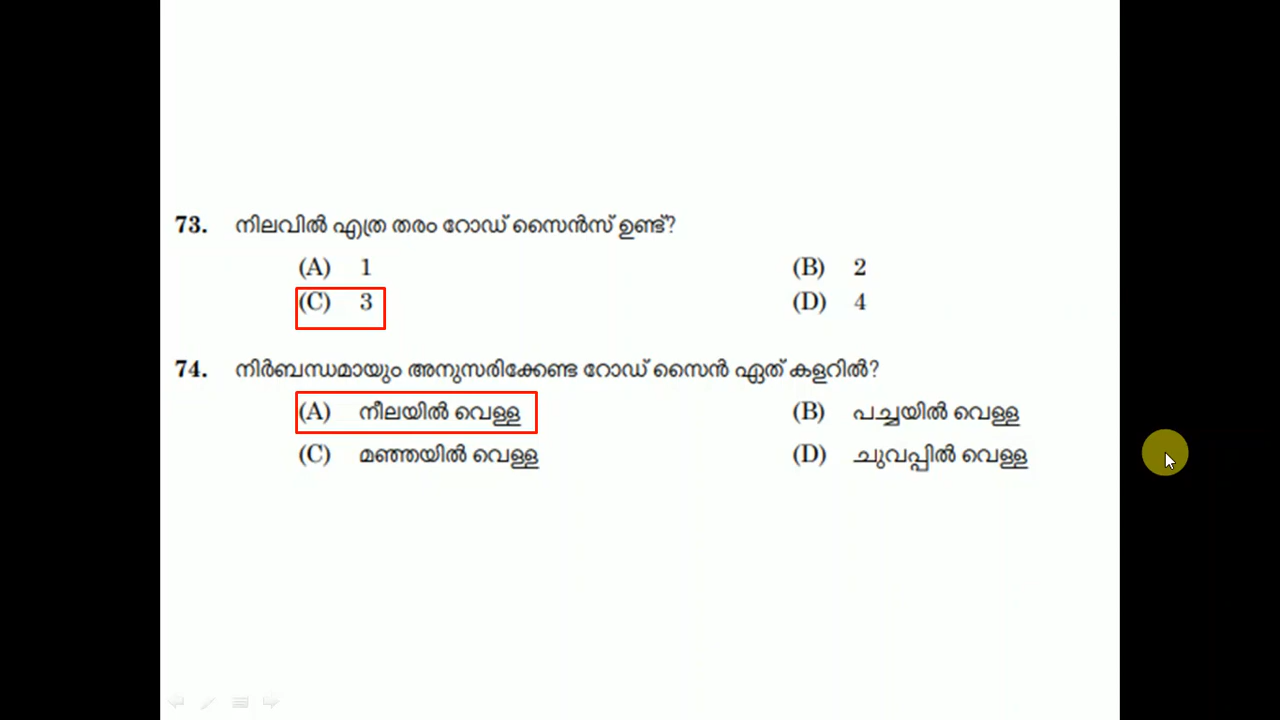 73. നിലവിൽ എത്ര തരം റോഡ് സൈൻസ് ഉണ്ട്?
(A) 1 (B) 2
(C) 3 (D) 4
74. നിർബന്ധമായും അനുസരിക്കേണ്ട റോഡ് സൈൻ ഏത് കളറിൽ?
(A) നീലയിൽ വെള്ള (B) പച്ചയിൽ വെള്ള
(C) മഞ്ഞയിൽ വെള്ള (D) ചുവപ്പിൽ വെള്ള